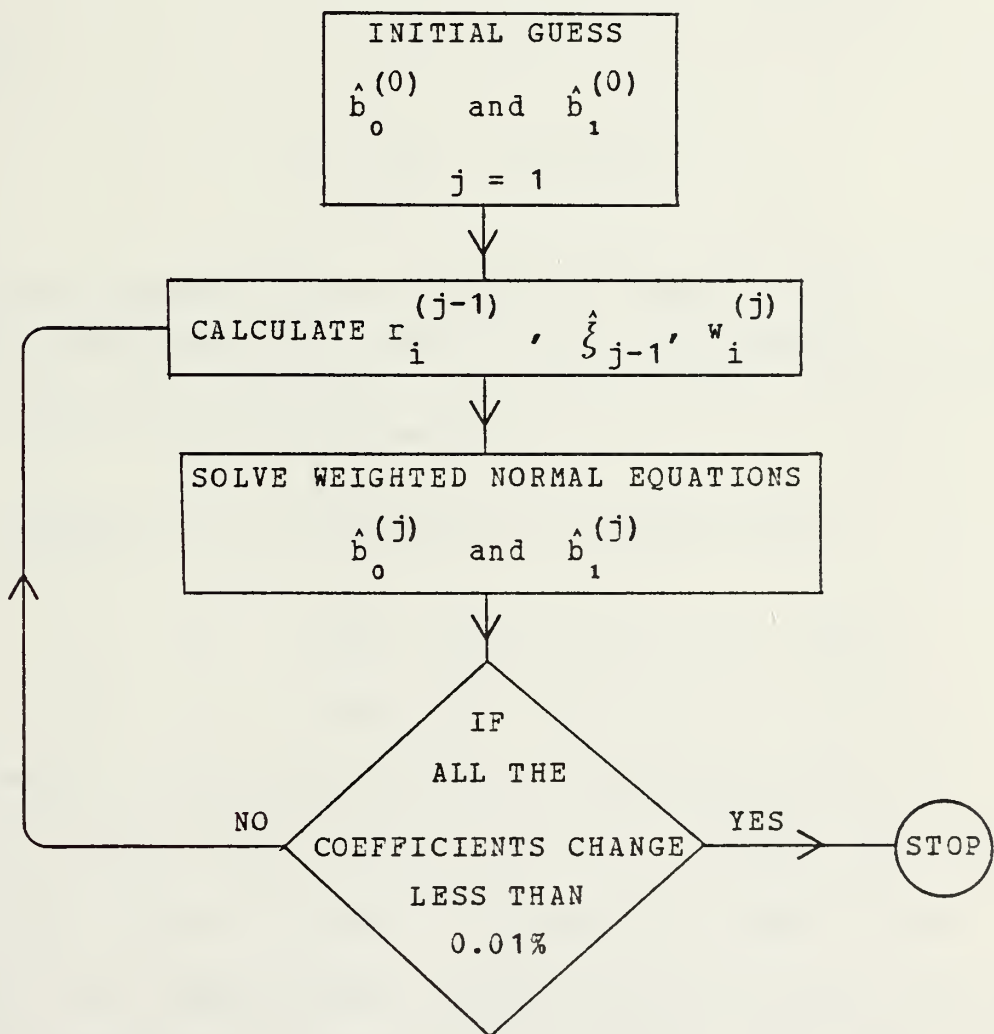 INITIAL GUESS
b̂₀⁽⁰⁾ and b̂₁⁽⁰⁾
j = 1
CALCULATE rᵢ⁽ʲ⁻¹⁾ , ξ̂ⱼ₋₁, wᵢ⁽ʲ⁾
SOLVE WEIGHTED NORMAL EQUATIONS
b̂₀⁽ʲ⁾ and b̂₁⁽ʲ⁾
IF
ALL THE
NO
YES
COEFFICIENTS CHANGE
STOP
LESS THAN
0.01%